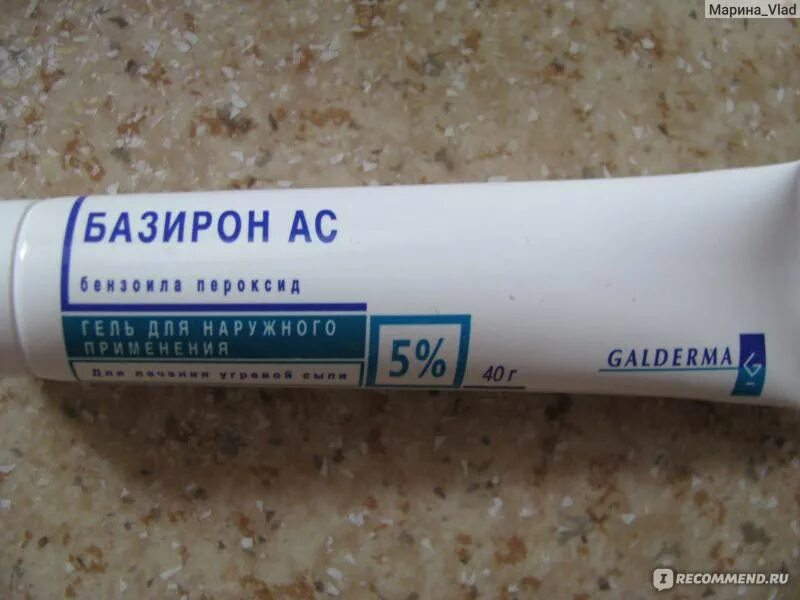 Марина_Vlad
БАЗИРОН АС
бензоила пероксид
ГЕЛЬ ДЛЯ НАРУЖНОГО
ПРИМЕНЕНИЯ
Для лечения угревой сыпи
5%
40 г
GALDERMA
G
I RECOMMEND.RU